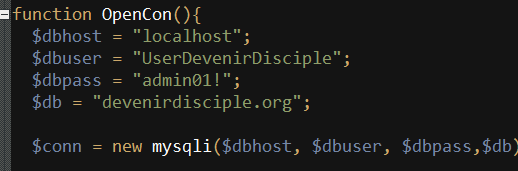 function OpenCon(){
$dbhost = "localhost";
$dbuser = "UserDevenirDisciple";
$dbpass = "admin01!";
$db = "devenirdisciple.org";
$conn = new mysqli($dbhost, $dbuser, $dbpass,$db)